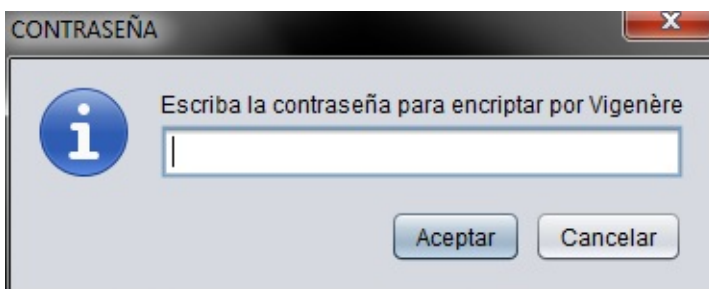 CONTRASEÑA
Escriba la contraseña para encriptar por Vigenère
Aceptar
Cancelar